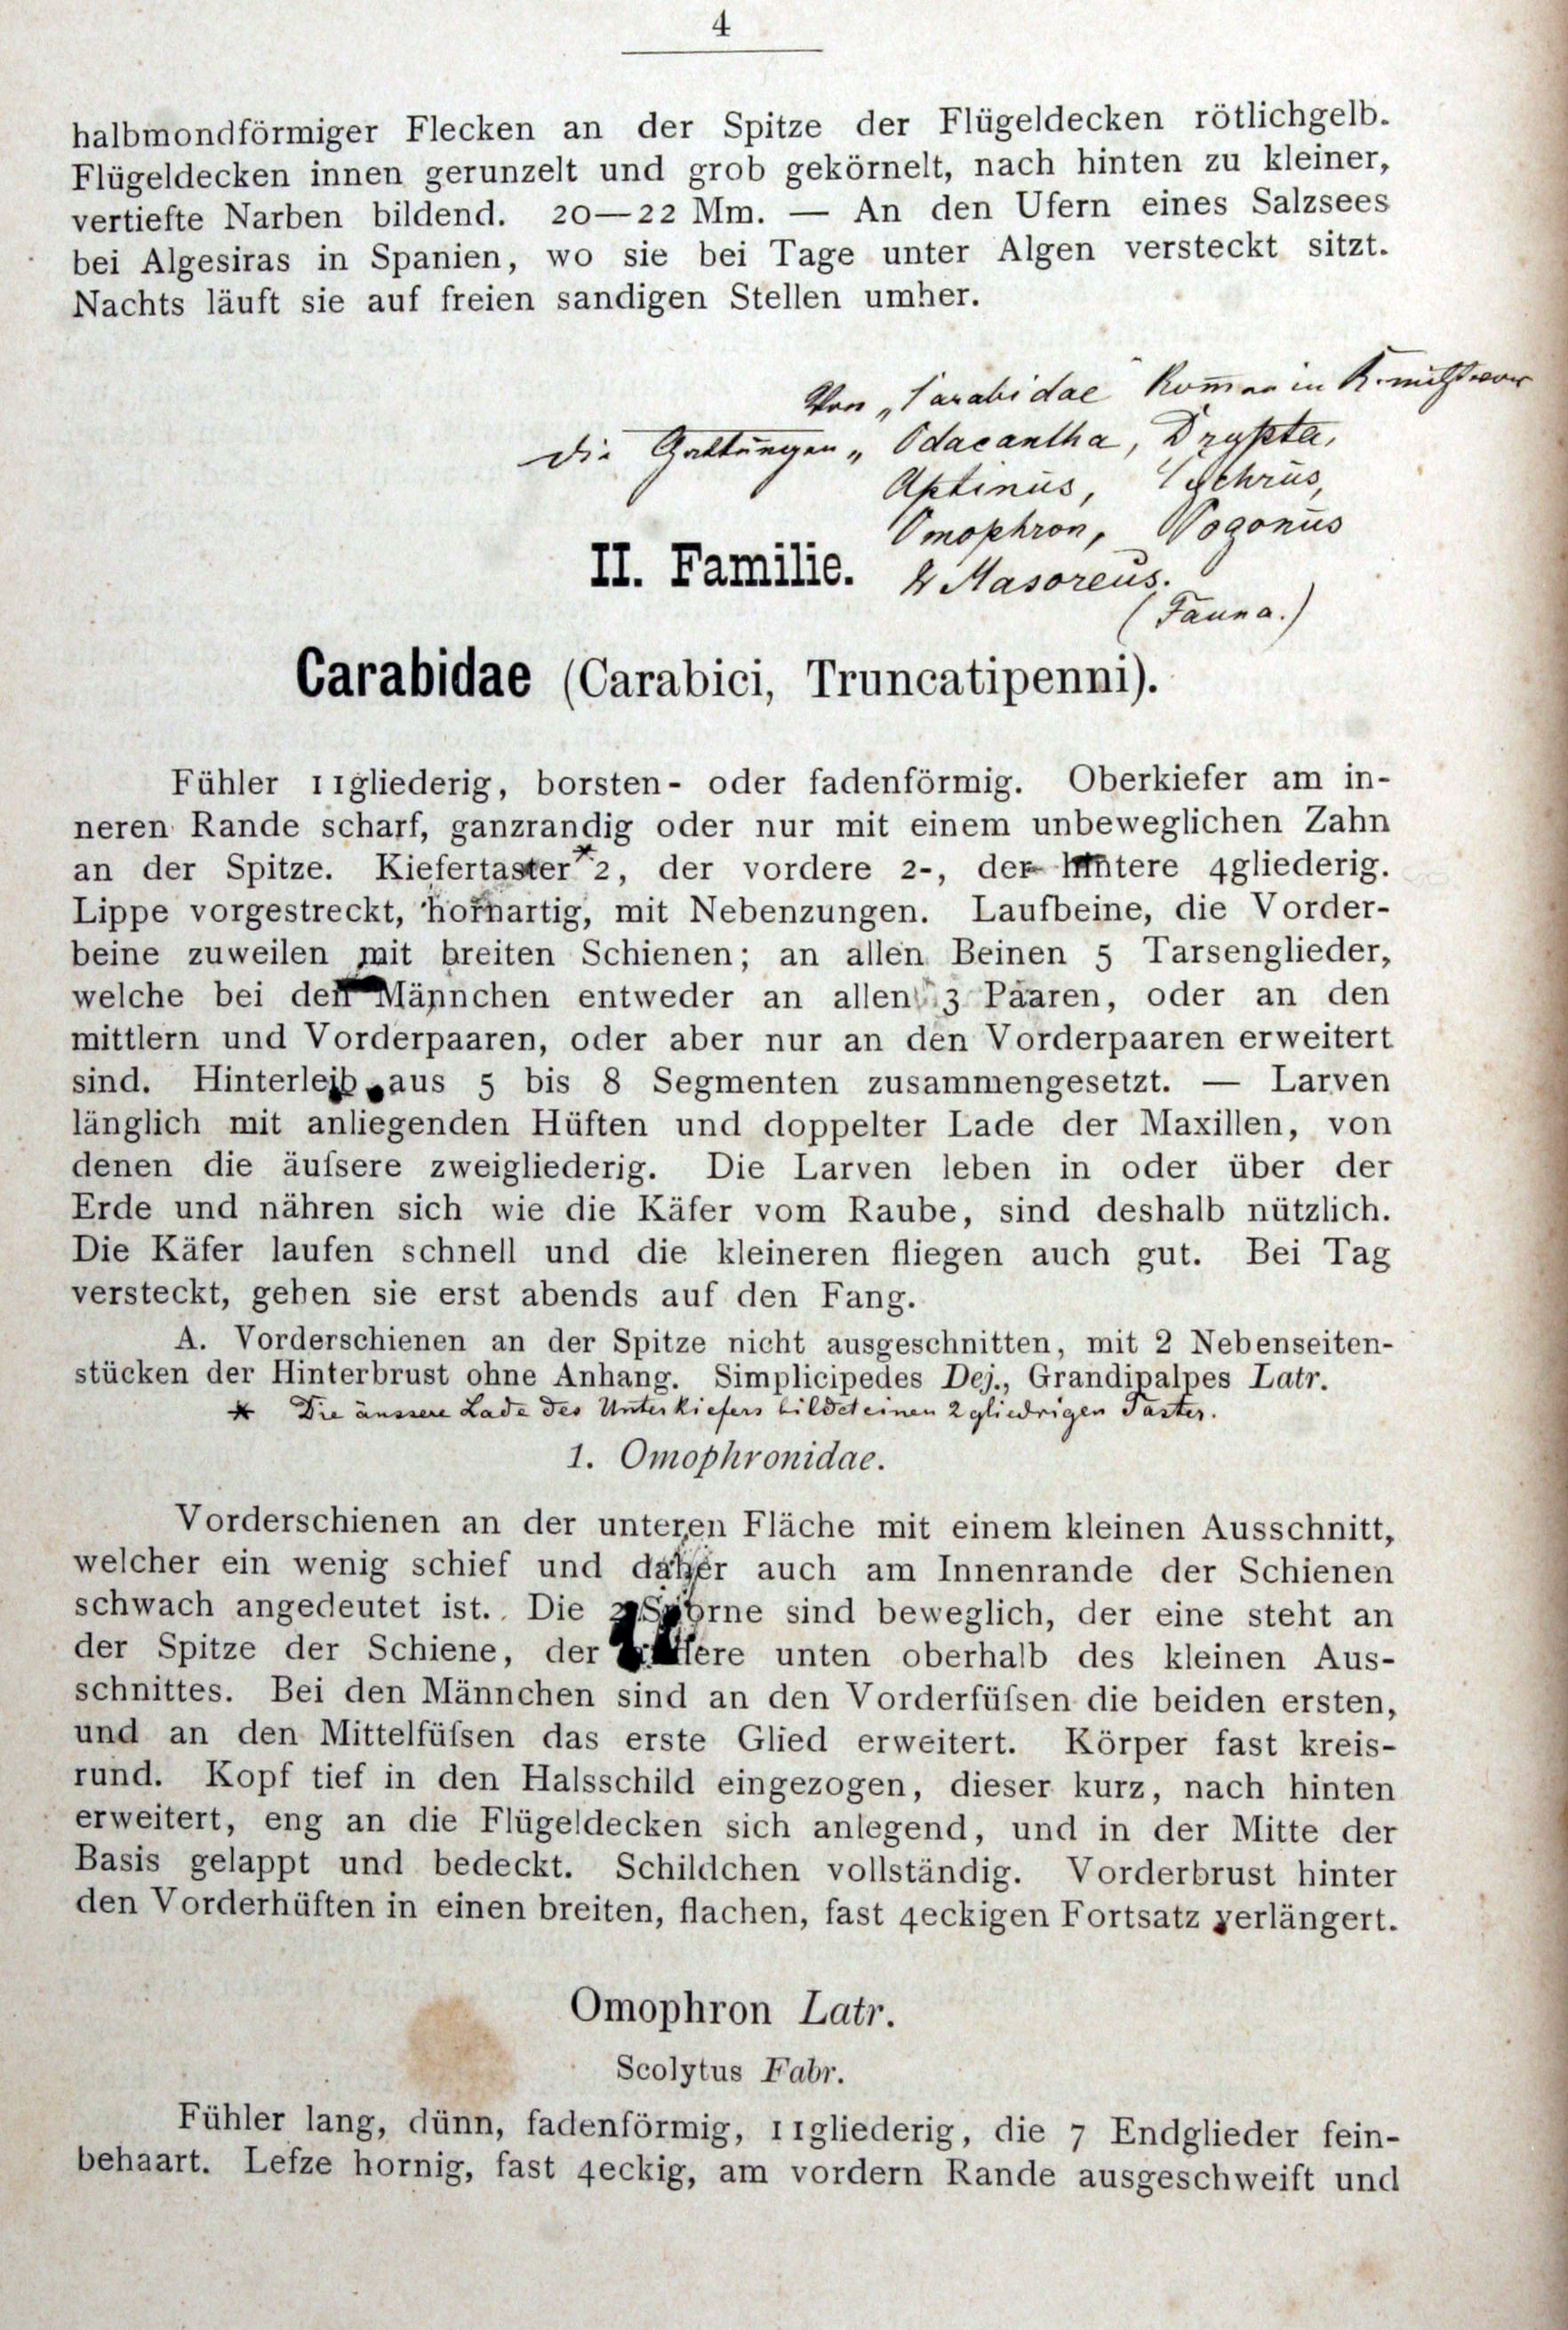 4
halbmondförmiger Flecken an der Spitze der Flügeldecken rötlichgelb.
Flügeldecken innen gerunzelt und grob gekörnelt, nach hinten zu kleiner,
vertiefte Narben bildend. 20—22 Mm. — An den Ufern eines Salzsees
bei Algesiras in Spanien, wo sie bei Tage unter Algen versteckt sitzt.
Nachts läuft sie auf freien sandigen Stellen umher.
Von „Carabidae“ kom̄en in K. nicht vor
die Gattungen „Odacantha, Drypta,
Aptinus, Cychrus,
Omophron, Pogonus
& Masoreus.
(Fauna.)
II. Familie.
Carabidae (Carabici, Truncatipenni).
Fühler 11gliederig, borsten- oder fadenförmig. Oberkiefer am in-
neren Rande scharf, ganzrandig oder nur mit einem unbeweglichen Zahn
an der Spitze. Kiefertaster * 2, der vordere 2-, der hintere 4gliederig.
Lippe vorgestreckt, hornartig, mit Nebenzungen. Laufbeine, die Vorder-
beine zuweilen mit breiten Schienen; an allen Beinen 5 Tarsenglieder,
welche bei den Männchen entweder an allen 3 Paaren, oder an den
mittlern und Vorderpaaren, oder aber nur an den Vorderpaaren erweitert
sind. Hinterleib aus 5 bis 8 Segmenten zusammengesetzt. — Larven
länglich mit anliegenden Hüften und doppelter Lade der Maxillen, von
denen die äuſsere zweigliederig. Die Larven leben in oder über der
Erde und nähren sich wie die Käfer vom Raube, sind deshalb nützlich.
Die Käfer laufen schnell und die kleineren fliegen auch gut. Bei Tag
versteckt, gehen sie erst abends auf den Fang.
A. Vorderschienen an der Spitze nicht ausgeschnitten, mit 2 Nebenseiten-
stücken der Hinterbrust ohne Anhang. Simplicipedes Dej., Grandipalpes Latr.
* Die äussere Lade des Unterkiefers bildet einen 2gliedrigen Taster.
1. Omophronidae.
Vorderschienen an der unteren Fläche mit einem kleinen Ausschnitt,
welcher ein wenig schief und daher auch am Innenrande der Schienen
schwach angedeutet ist. Die 2 Sporne sind beweglich, der eine steht an
der Spitze der Schiene, der unten oberhalb des kleinen Aus-
schnittes. Bei den Männchen sind an den Vorderfüſsen die beiden ersten,
und an den Mittelfüſsen das erste Glied erweitert. Körper fast kreis-
rund. Kopf tief in den Halsschild eingezogen, dieser kurz, nach hinten
erweitert, eng an die Flügeldecken sich anlegend, und in der Mitte der
Basis gelappt und bedeckt. Schildchen vollständig. Vorderbrust hinter
den Vorderhüften in einen breiten, flachen, fast 4eckigen Fortsatz verlängert.
Omophron Latr.
Scolytus Fabr.
Fühler lang, dünn, fadenförmig, 11gliederig, die 7 Endglieder fein-
behaart. Lefze hornig, fast 4eckig, am vordern Rande ausgeschweift und